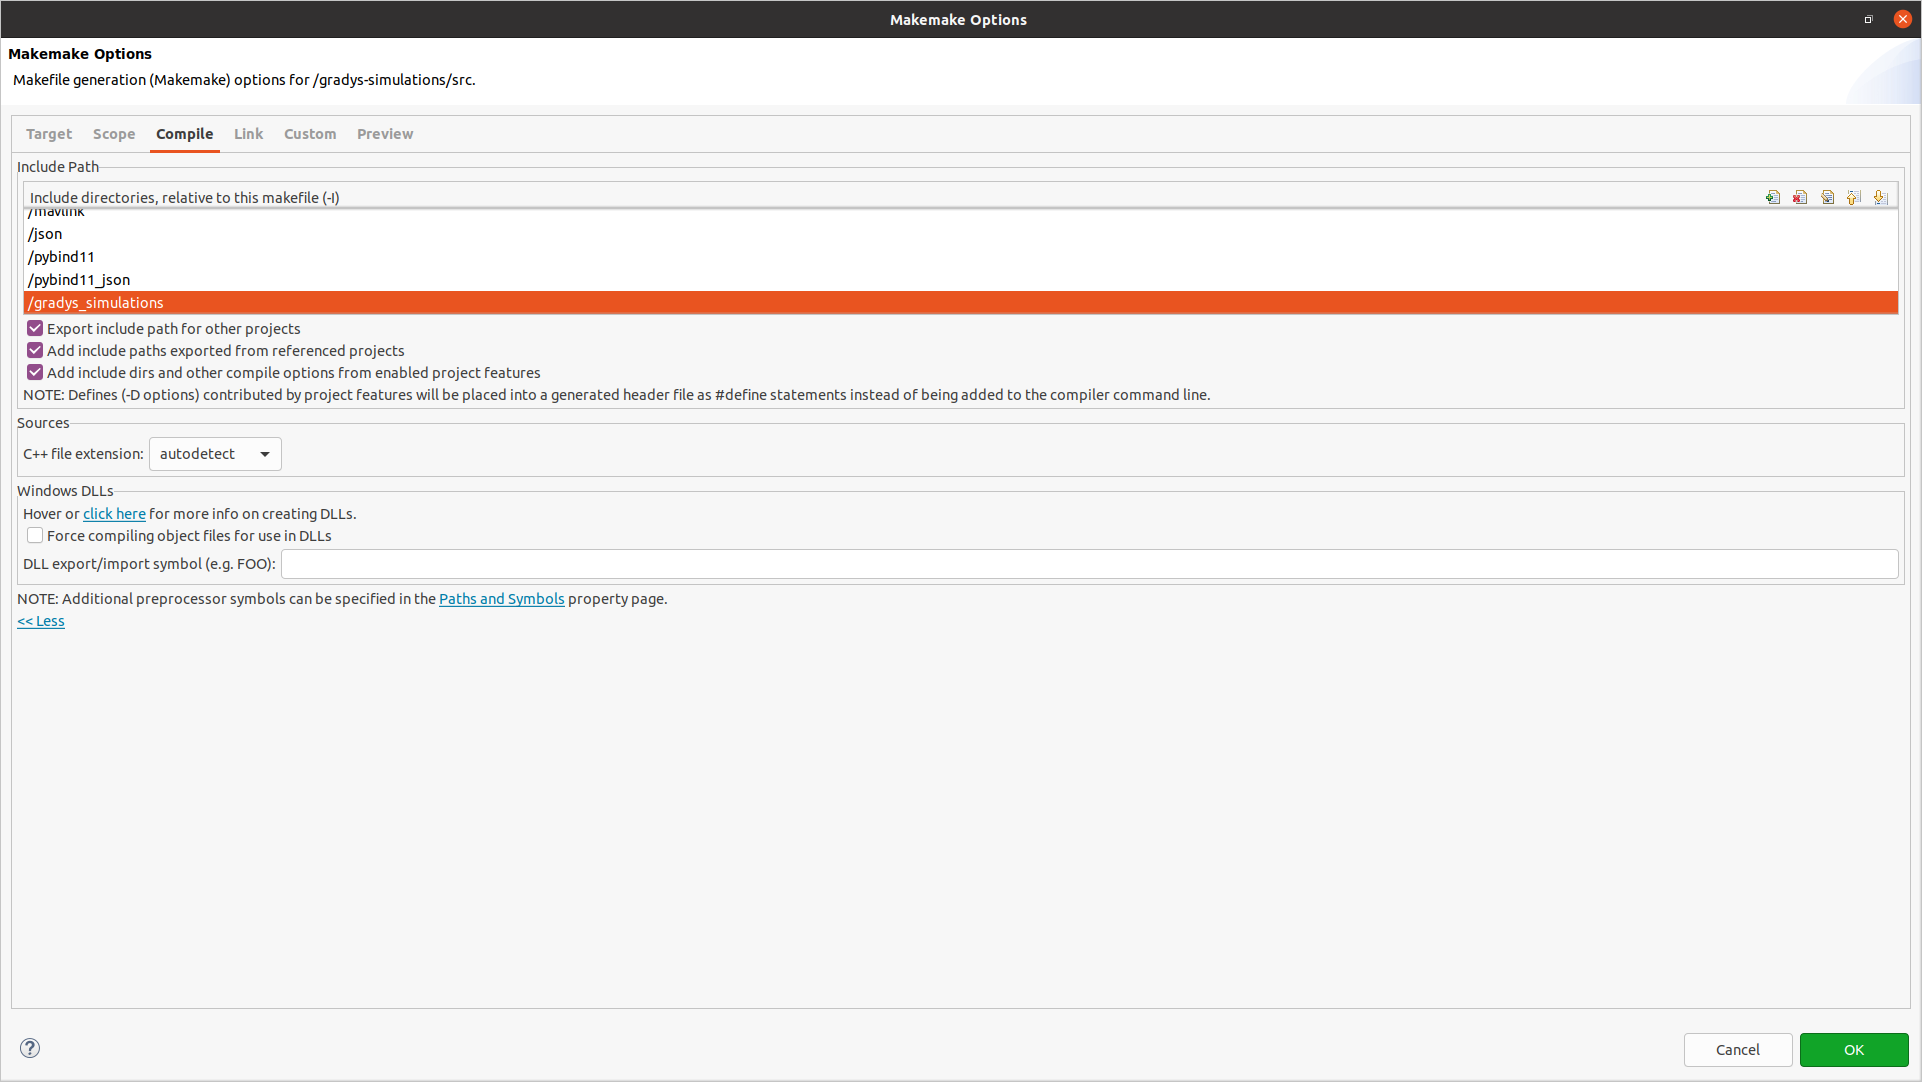 Makemake Options
Makemake Options
Makefile generation (Makemake) options for /gradys-simulations/src.
Target Scope Compile Link Custom Preview
Include Path
Include directories, relative to this makefile (-I)
/mavlink
/json
/pybind11
/pybind11_json
/gradys_simulations
Export include path for other projects
Add include paths exported from referenced projects
Add include dirs and other compile options from enabled project features
NOTE: Defines (-D options) contributed by project features will be placed into a generated header file as #define statements instead of being added to the compiler command line.
Sources
C++ file extension: autodetect
Windows DLLs
Hover or click here for more info on creating DLLs.
Force compiling object files for use in DLLs
DLL export/import symbol (e.g. FOO):
NOTE: Additional preprocessor symbols can be specified in the Paths and Symbols property page.
<< Less
? Cancel OK